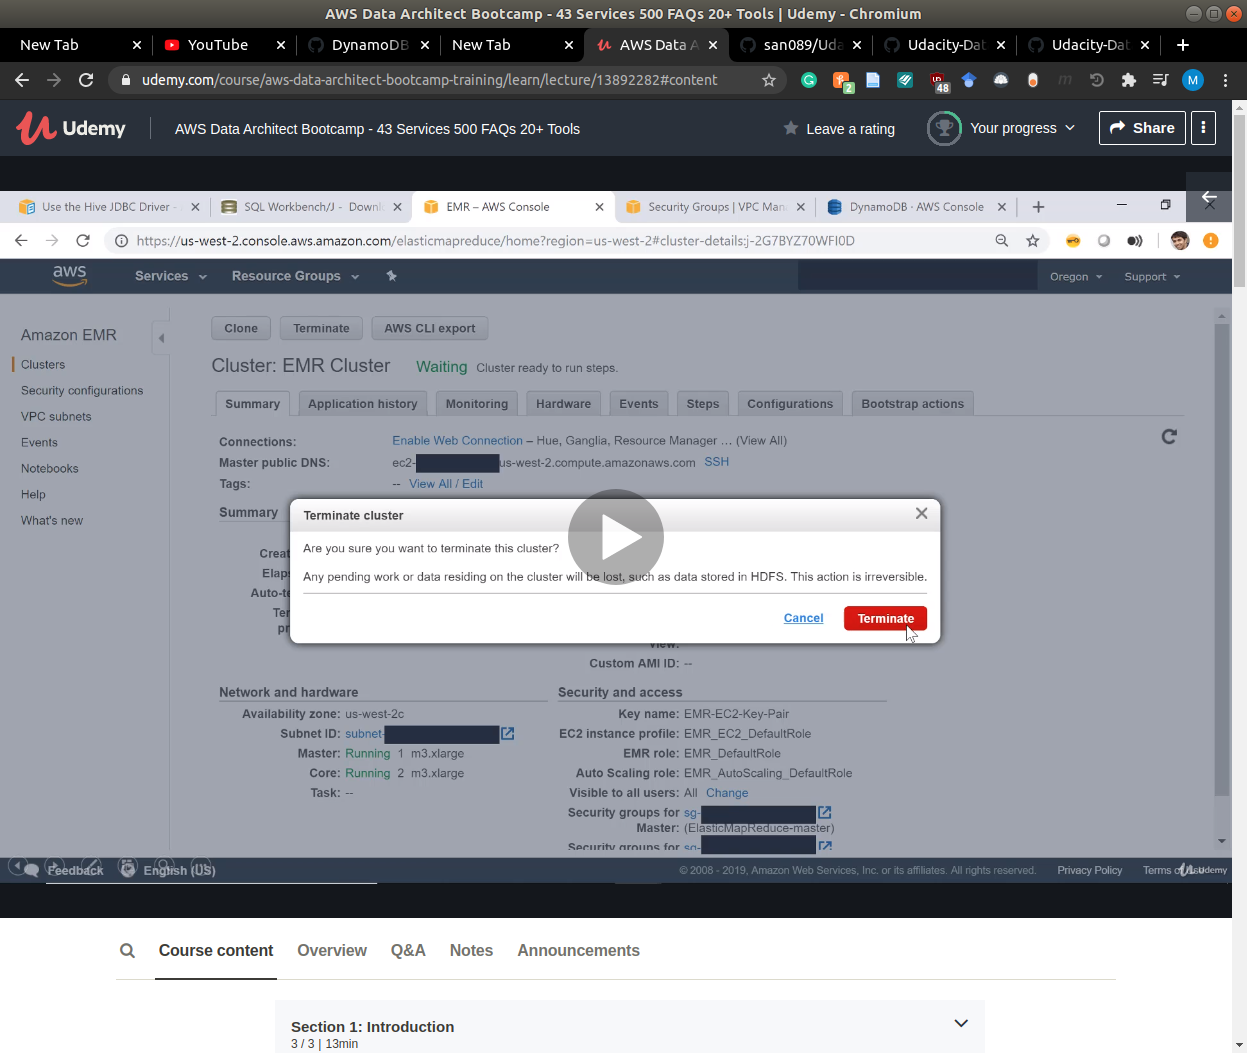 AWS Data Architect Bootcamp - 43 Services 500 FAQs 20+ Tools | Udemy - Chromium
New Tab
YouTube
DynamoDB
New Tab
AWS Data A
san089/Uda
Udacity-Dat
Udacity-Dat
udemy.com/course/aws-data-architect-bootcamp-training/learn/lecture/13892282#content
2
48
M
Udemy
AWS Data Architect Bootcamp - 43 Services 500 FAQs 20+ Tools
Leave a rating
Your progress
Share
Use the Hive JDBC Driver -
SQL Workbench/J - Downl
EMR – AWS Console
Security Groups | VPC Man
DynamoDB · AWS Console
https://us-west-2.console.aws.amazon.com/elasticmapreduce/home?region=us-west-2#cluster-details:j-2G7BYZ70WFI0D
aws
Services
Resource Groups
Oregon
Support
Amazon EMR
Clusters
Security configurations
VPC subnets
Events
Notebooks
Help
What's new
Clone
Terminate
AWS CLI export
Cluster: EMR Cluster
Waiting
Cluster ready to run steps.
Summary
Application history
Monitoring
Hardware
Events
Steps
Configurations
Bootstrap actions
Connections: Enable Web Connection – Hue, Ganglia, Resource Manager … (View All)
Master public DNS: ec2- us-west-2.compute.amazonaws.com SSH
Tags: -- View All / Edit
Summary
Terminate cluster
Are you sure you want to terminate this cluster?
Any pending work or data residing on the cluster will be lost, such as data stored in HDFS. This action is irreversible.
Cancel
Terminate
Creat
Elaps
Auto-te
Ter
pr
View:
Custom AMI ID: --
Network and hardware
Availability zone: us-west-2c
Subnet ID: subnet-
Master: Running 1 m3.xlarge
Core: Running 2 m3.xlarge
Task: --
Security and access
Key name: EMR-EC2-Key-Pair
EC2 instance profile: EMR_EC2_DefaultRole
EMR role: EMR_DefaultRole
Auto Scaling role: EMR_AutoScaling_DefaultRole
Visible to all users: All Change
Security groups for sg-
Master: (ElasticMapReduce-master)
Security groups for sg-
Feedback
English (US)
© 2008 - 2019, Amazon Web Services, Inc. or its affiliates. All rights reserved.
Privacy Policy
Terms of Use
Udemy
Course content
Overview
Q&A
Notes
Announcements
Section 1: Introduction
3 / 3 | 13min